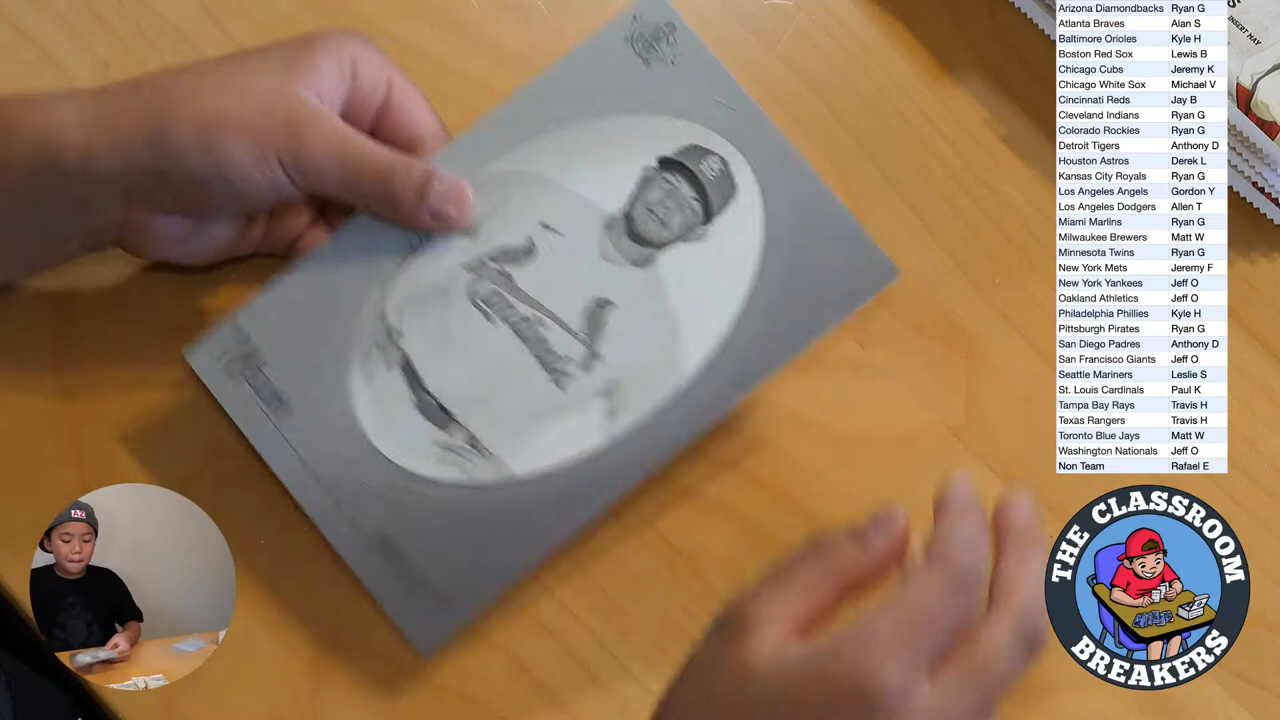 Arizona Diamondbacks Ryan G
Atlanta Braves Alan S
Baltimore Orioles Kyle H
Boston Red Sox Lewis B
Chicago Cubs Jeremy K
Chicago White Sox Michael V
Cincinnati Reds Jay B
Cleveland Indians Ryan G
Colorado Rockies Ryan G
Detroit Tigers Anthony D
Houston Astros Derek L
Kansas City Royals Ryan G
Los Angeles Angels Gordon Y
Los Angeles Dodgers Allen T
Miami Marlins Ryan G
Milwaukee Brewers Matt W
Minnesota Twins Ryan G
New York Mets Jeremy F
New York Yankees Jeff O
Oakland Athletics Jeff O
Philadelphia Phillies Kyle H
Pittsburgh Pirates Ryan G
San Diego Padres Anthony D
San Francisco Giants Jeff O
Seattle Mariners Leslie S
St. Louis Cardinals Paul K
Tampa Bay Rays Travis H
Texas Rangers Travis H
Toronto Blue Jays Matt W
Washington Nationals Jeff O
Non Team Rafael E
INSERT MAY
AZ
THE CLASSROOM
BREAKERS